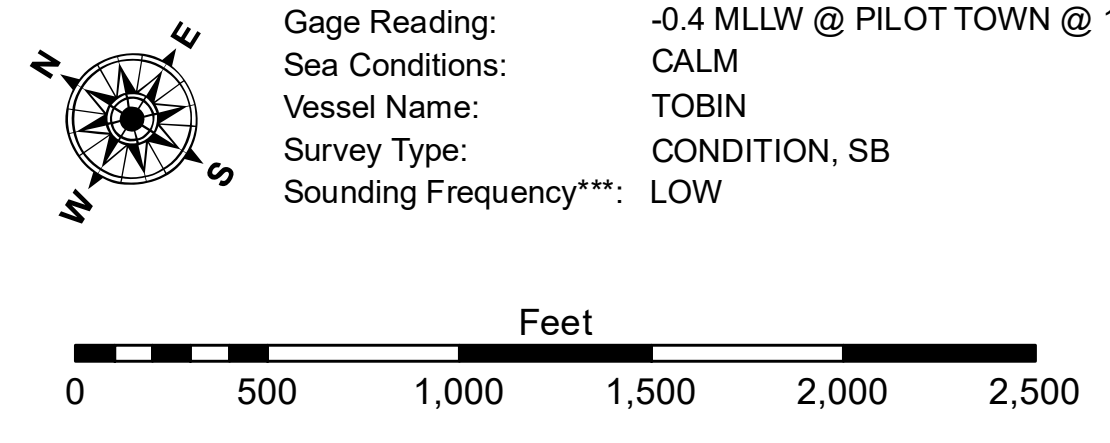 N
E
S
W
Gage Reading: -0.4 MLLW @ PILOT TOWN @
Sea Conditions: CALM
Vessel Name: TOBIN
Survey Type: CONDITION, SB
Sounding Frequency***: LOW
Feet
0 500 1,000 1,500 2,000 2,500